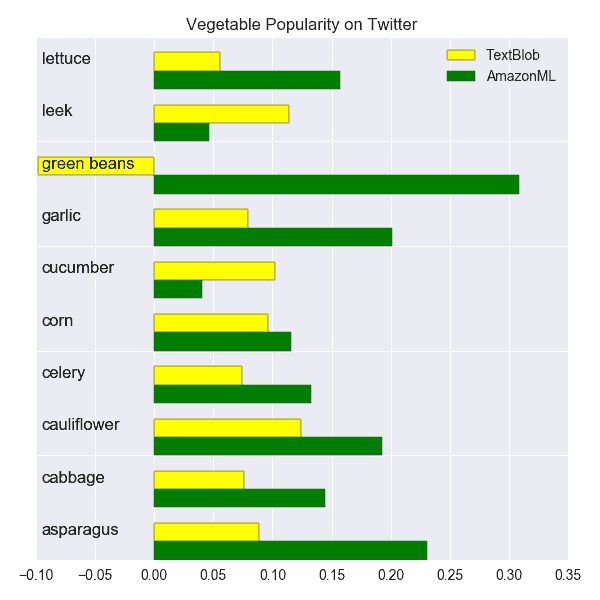 Vegetable Popularity on Twitter
TextBlob
AmazonML
lettuce
leek
green beans
garlic
cucumber
corn
celery
cauliflower
cabbage
asparagus
−0.10 −0.05 0.00 0.05 0.10 0.15 0.20 0.25 0.30 0.35